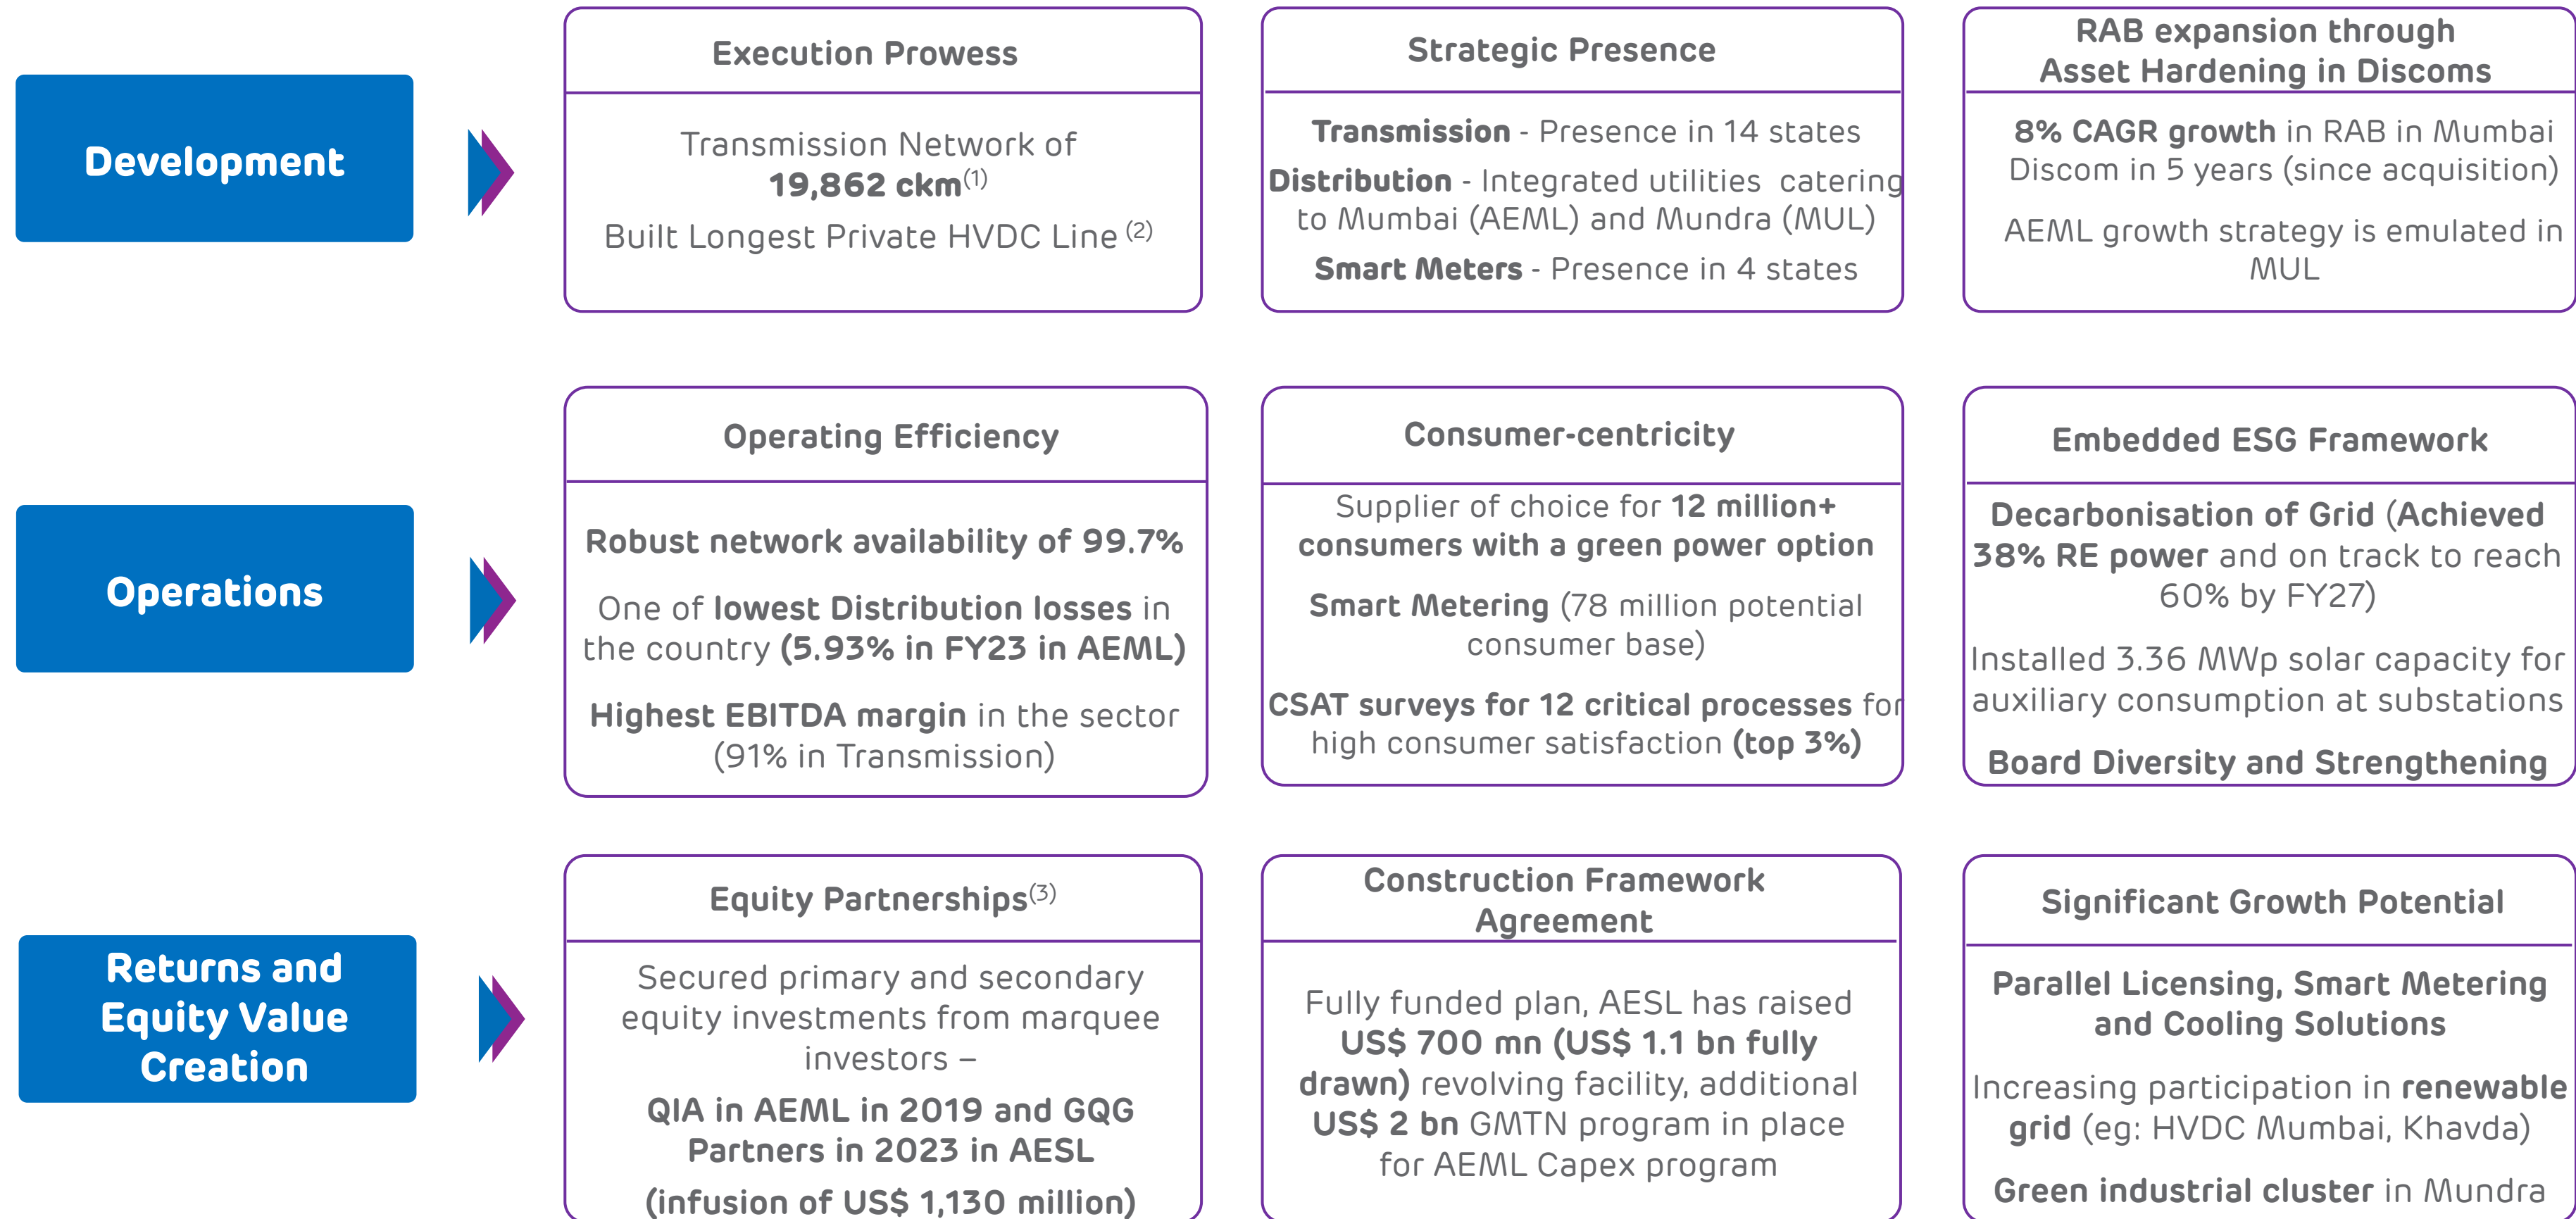 Development
Execution Prowess
Transmission Network of
19,862 ckm(1)
Built Longest Private HVDC Line (2)
Strategic Presence
Transmission - Presence in 14 states
Distribution - Integrated utilities catering
to Mumbai (AEML) and Mundra (MUL)
Smart Meters - Presence in 4 states
RAB expansion through
Asset Hardening in Discoms
8% CAGR growth in RAB in Mumbai
Discom in 5 years (since acquisition)
AEML growth strategy is emulated in
MUL
Operations
Operating Efficiency
Robust network availability of 99.7%
One of lowest Distribution losses in
the country (5.93% in FY23 in AEML)
Highest EBITDA margin in the sector
(91% in Transmission)
Consumer-centricity
Supplier of choice for 12 million+
consumers with a green power option
Smart Metering (78 million potential
consumer base)
CSAT surveys for 12 critical processes for
high consumer satisfaction (top 3%)
Embedded ESG Framework
Decarbonisation of Grid (Achieved
38% RE power and on track to reach
60% by FY27)
Installed 3.36 MWp solar capacity for
auxiliary consumption at substations
Board Diversity and Strengthening
Returns and
Equity Value
Creation
Equity Partnerships(3)
Secured primary and secondary
equity investments from marquee
investors –
QIA in AEML in 2019 and GQG
Partners in 2023 in AESL
(infusion of US$ 1,130 million)
Construction Framework
Agreement
Fully funded plan, AESL has raised
US$ 700 mn (US$ 1.1 bn fully
drawn) revolving facility, additional
US$ 2 bn GMTN program in place
for AEML Capex program
Significant Growth Potential
Parallel Licensing, Smart Metering
and Cooling Solutions
Increasing participation in renewable
grid (eg: HVDC Mumbai, Khavda)
Green industrial cluster in Mundra